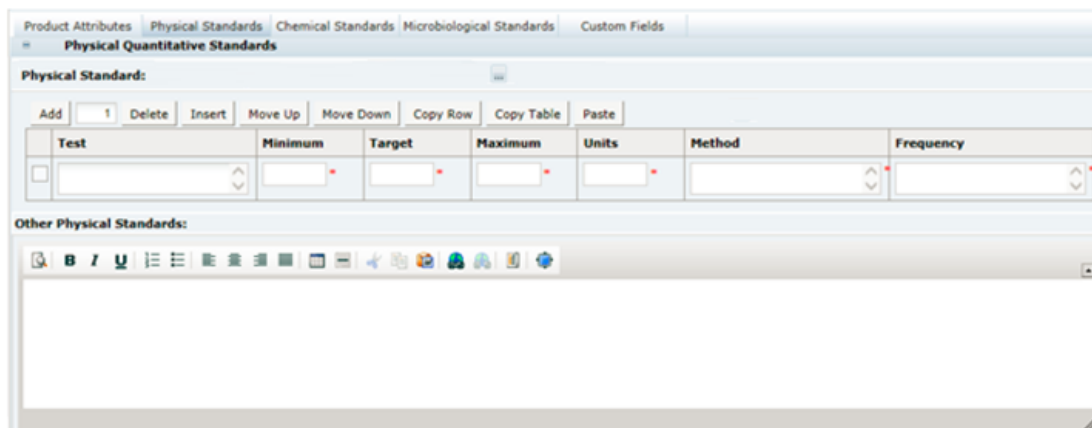 Product Attributes Physical Standards Chemical Standards Microbiological Standards Custom Fields
Physical Quantitative Standards
Physical Standard: ...
Add 1 Delete Insert Move Up Move Down Copy Row Copy Table Paste
Test Minimum Target Maximum Units Method Frequency
* * * * * *
Other Physical Standards:
B I U